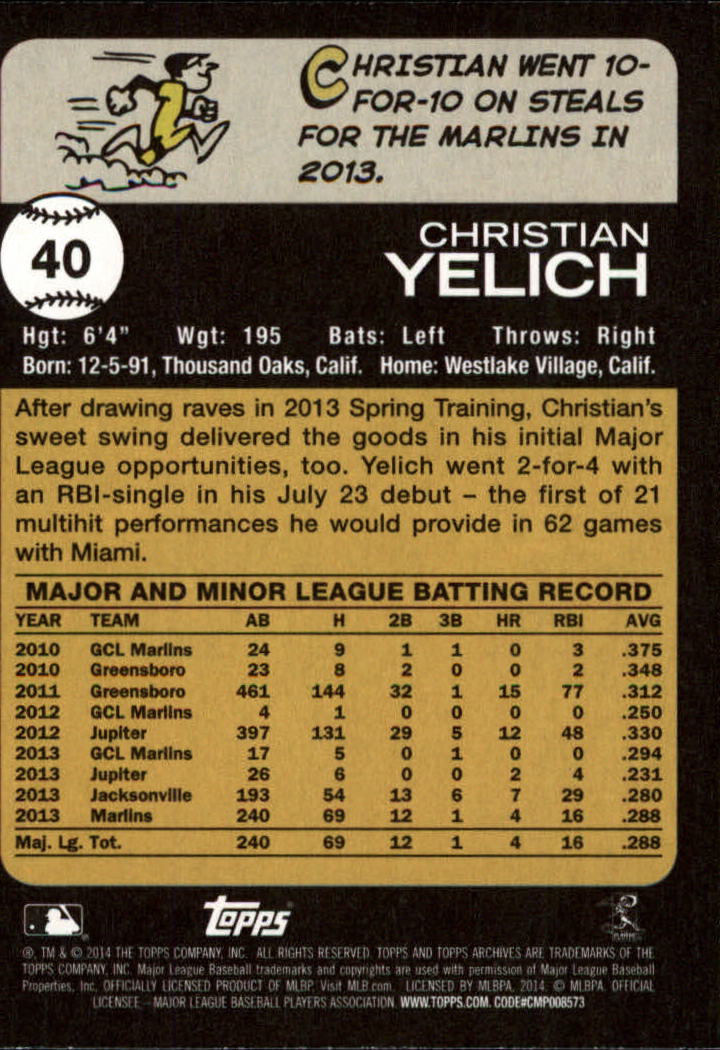 CHRISTIAN WENT 10-
FOR-10 ON STEALS
FOR THE MARLINS IN
2013.
40
CHRISTIAN
YELICH
Hgt: 6'4" Wgt: 195 Bats: Left Throws: Right
Born: 12-5-91, Thousand Oaks, Calif. Home: Westlake Village, Calif.
After drawing raves in 2013 Spring Training, Christian's
sweet swing delivered the goods in his initial Major
League opportunities, too. Yelich went 2-for-4 with
an RBI-single in his July 23 debut – the first of 21
multihit performances he would provide in 62 games
with Miami.
MAJOR AND MINOR LEAGUE BATTING RECORD
YEAR TEAM AB H 2B 3B HR RBI AVG
2010 GCL Marlins 24 9 1 1 0 3 .375
2010 Greensboro 23 8 2 0 0 2 .348
2011 Greensboro 461 144 32 1 15 77 .312
2012 GCL Marlins 4 1 0 0 0 0 .250
2012 Jupiter 397 131 29 5 12 48 .330
2013 GCL Marlins 17 5 0 1 0 0 .294
2013 Jupiter 26 6 0 0 2 4 .231
2013 Jacksonville 193 54 13 6 7 29 .280
2013 Marlins 240 69 12 1 4 16 .288
Maj. Lg. Tot. 240 69 12 1 4 16 .288
Topps
®, TM & © 2014 THE TOPPS COMPANY, INC. ALL RIGHTS RESERVED. TOPPS AND TOPPS ARCHIVES ARE TRADEMARKS OF THE
TOPPS COMPANY, INC. Major League Baseball trademarks and copyrights are used with permission of Major League Baseball
Properties, Inc. OFFICIALLY LICENSED PRODUCT OF MLBP. Visit MLB.com. LICENSED BY MLBPA, 2014. © MLBPA. OFFICIAL
LICENSEE – MAJOR LEAGUE BASEBALL PLAYERS ASSOCIATION. WWW.TOPPS.COM. CODE#CMP008573